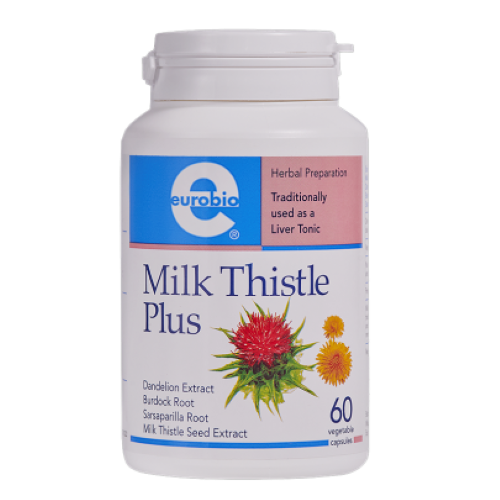 eurobio
®
Herbal Preparation
Traditionally
used as a
Liver Tonic
Milk Thistle
Plus
Dandelion Extract
Burdock Root
Sarsaparilla Root
Milk Thistle Seed Extract
60
vegetable
capsules